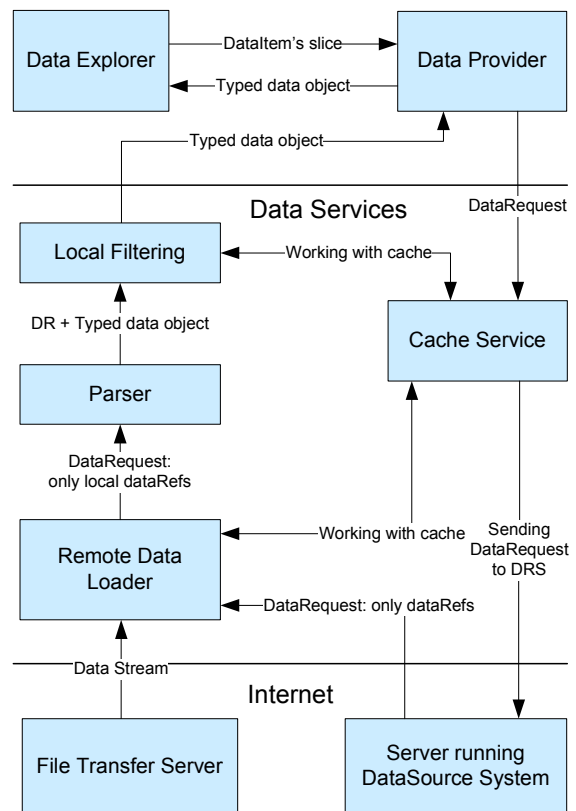 DataItem's slice
Data Explorer
Data Provider
Typed data object
Typed data object
Data Services
DataRequest
Local Filtering
Working with cache
DR + Typed data object
Cache Service
Parser
DataRequest:
only local dataRefs
Remote Data
Loader
Working with cache
Sending
DataRequest
to DRS
DataRequest: only dataRefs
Data Stream
Internet
File Transfer Server
Server running
DataSource System